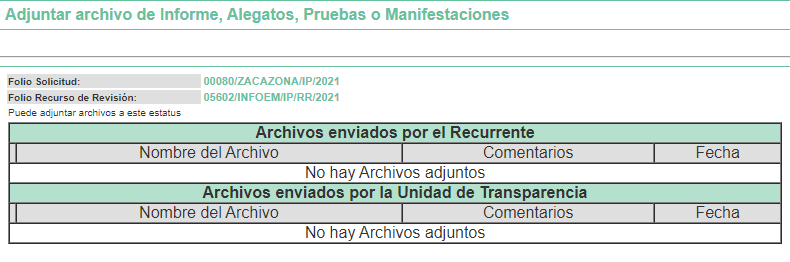 Adjuntar archivo de Informe, Alegatos, Pruebas o Manifestaciones
Folio Solicitud: 00080/ZACAZONA/IP/2021
Folio Recurso de Revisión: 05602/INFOEM/IP/RR/2021
Puede adjuntar archivos a este estatus
Archivos enviados por el Recurrente
Nombre del Archivo Comentarios Fecha
No hay Archivos adjuntos
Archivos enviados por la Unidad de Transparencia
Nombre del Archivo Comentarios Fecha
No hay Archivos adjuntos